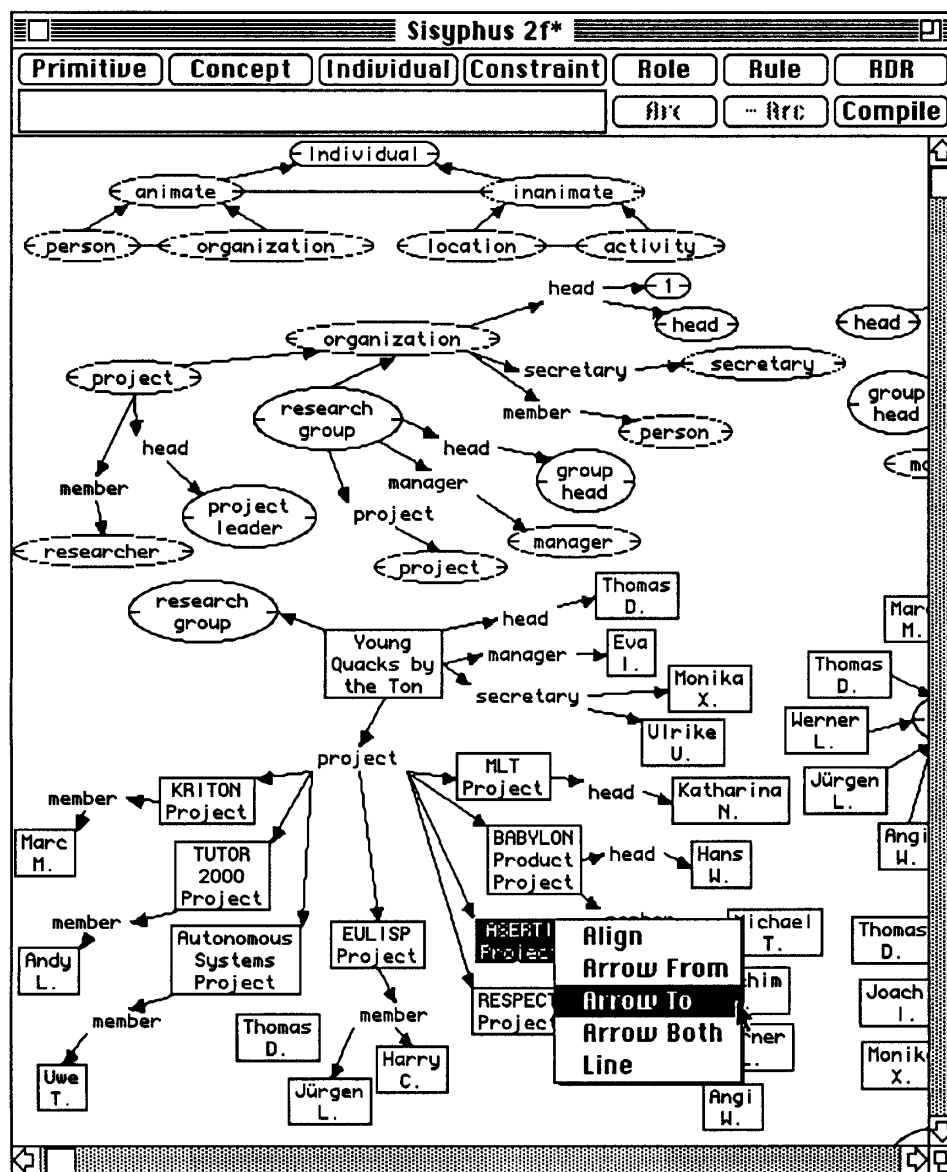 Sisyphus 2f*
Primitive Concept Individual Constraint Role Rule RDR
Arc --- Arc Compile
Individual
animate inanimate
person organization location activity
head 1
head head
organization
secretary secretary
project
research
group
group
head
member
person
head
head
group
head
manager
member
project
leader
project
manager
researcher
project
research
group
Thomas
D.
head
Young
Quacks by
the Ton
manager
Eva
I.
secretary
Monika
X.
Ulrike
U.
Thomas
D.
Werner
L.
Jürgen
L.
project
MLT
Project
head
Katharina
N.
member
KRITON
Project
Marc
M.
BABYLON
Product
Project
head
Hans
W.
TUTOR
2000
Project
member
Andy
L.
Autonomous
Systems
Project
EULISP
Project
Michael
T.
Thomas
D.
Align
Arrow From
Arrow To
Arrow Both
Line
RESPECT
Project
member
Uwe
T.
Thomas
D.
member
Jürgen
L.
Harry
C.
Angi
W.
Monik
X.